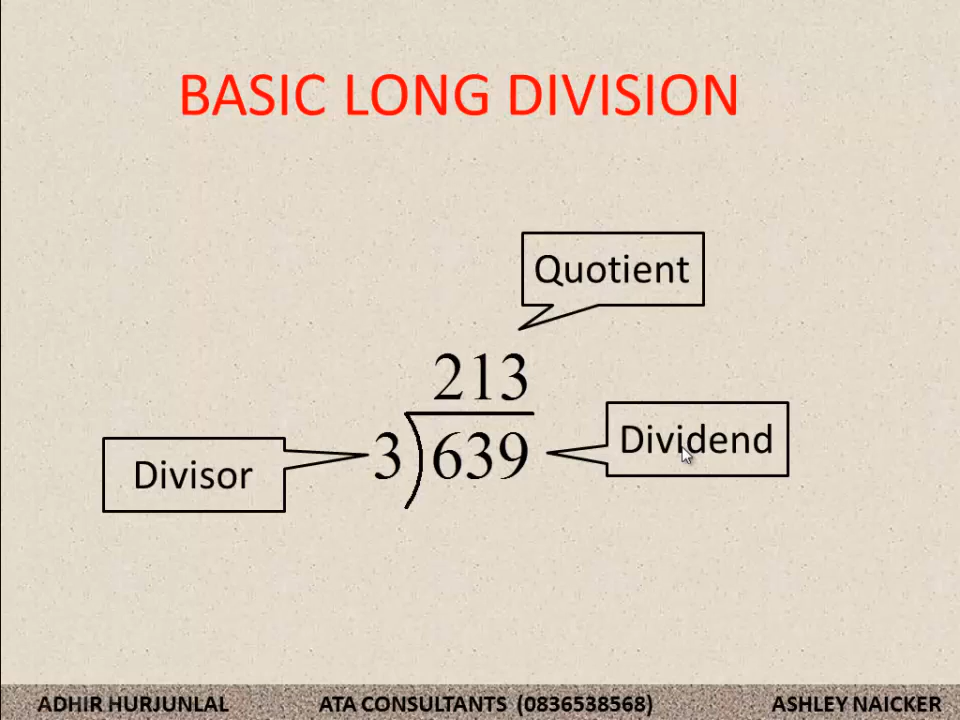 BASIC LONG DIVISION
Quotient
213
3 639
Dividend
Divisor
ADHIR HURJUNLAL ATA CONSULTANTS (0836538568) ASHLEY NAICKER